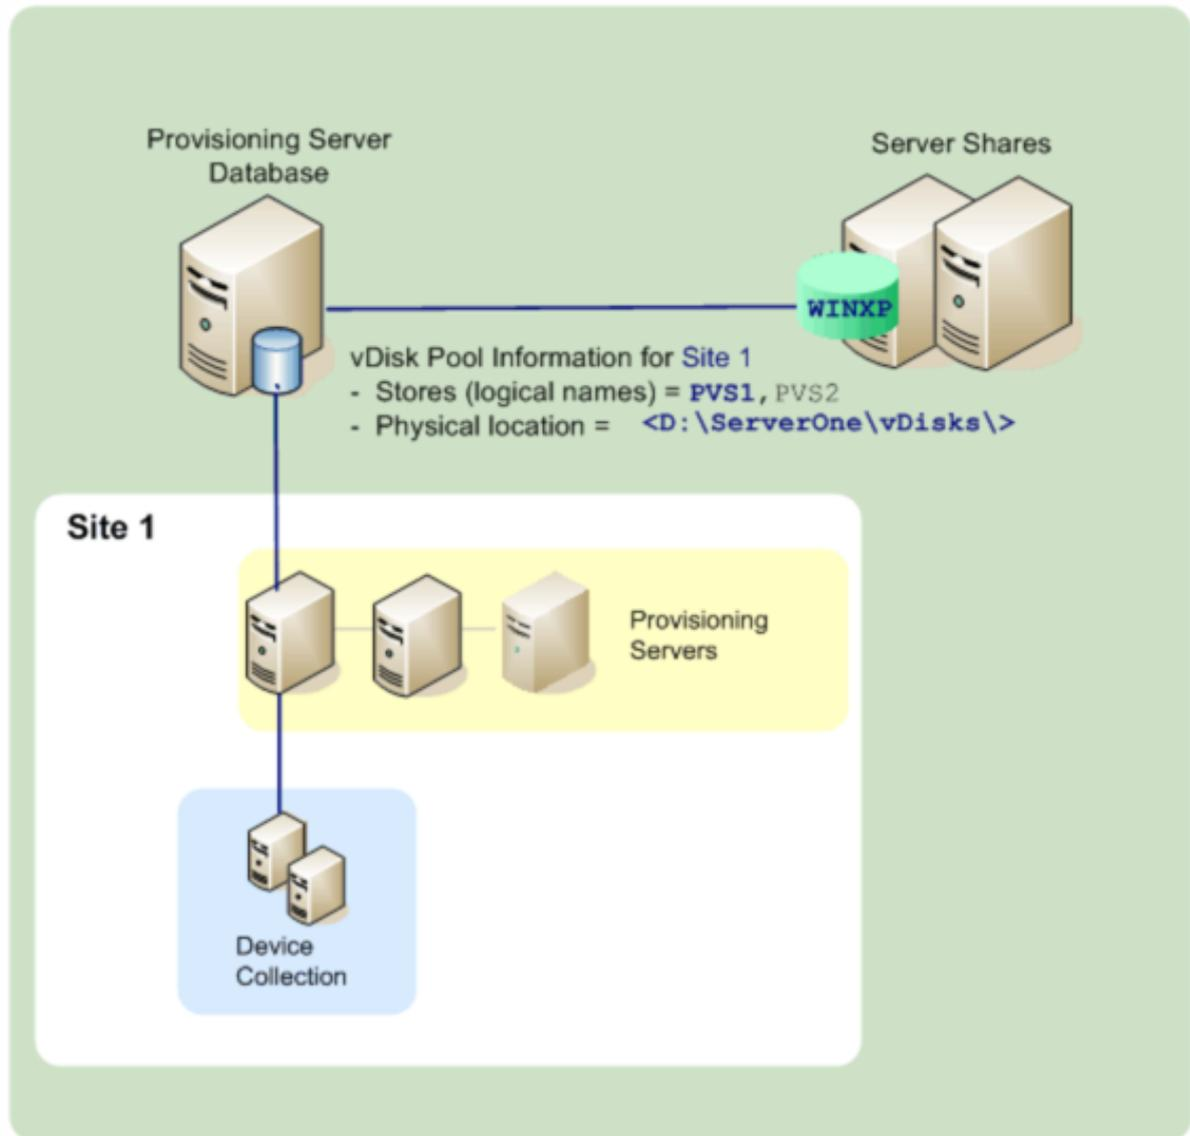 Provisioning Server
Database
Server Shares
WINXP
vDisk Pool Information for Site 1
- Stores (logical names) = PVS1, PVS2
- Physical location = <D:\ServerOne\vDisks\>
Site 1
Provisioning
Servers
Device
Collection